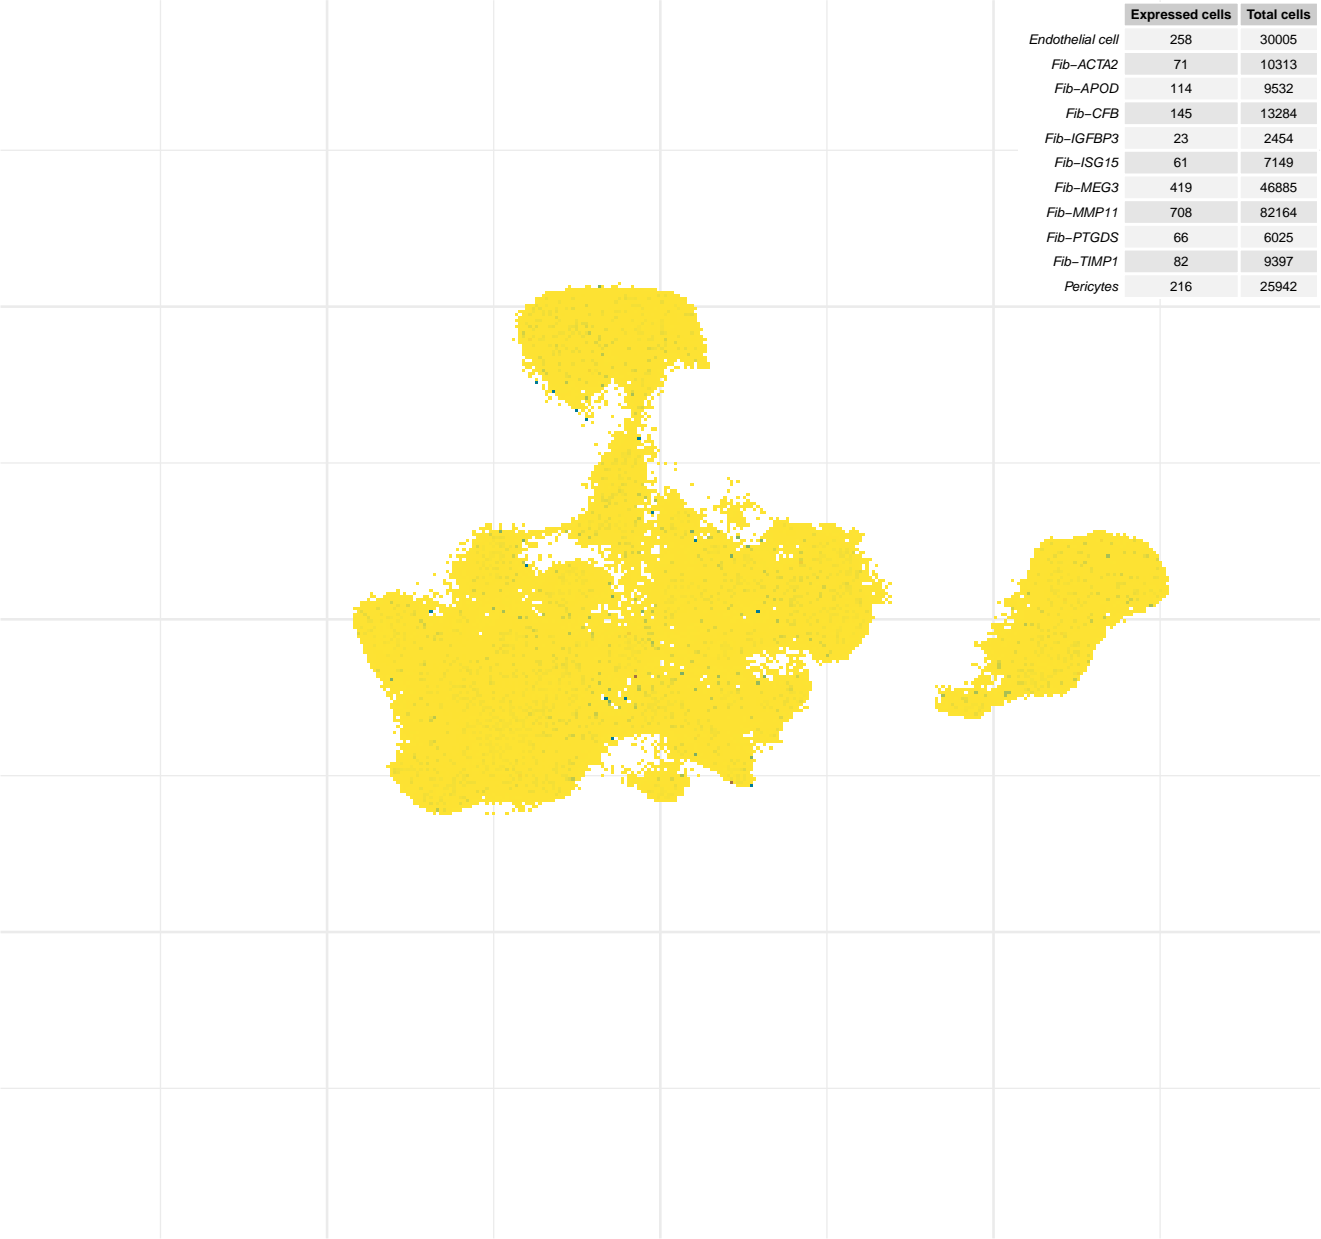 Expressed cells Total cells
Endothelial cell 258 30005
Fib−ACTA2 71 10313
Fib−APOD 114 9532
Fib−CFB 145 13284
Fib−IGFBP3 23 2454
Fib−ISG15 61 7149
Fib−MEG3 419 46885
Fib−MMP11 708 82164
Fib−PTGDS 66 6025
Fib−TIMP1 82 9397
Pericytes 216 25942